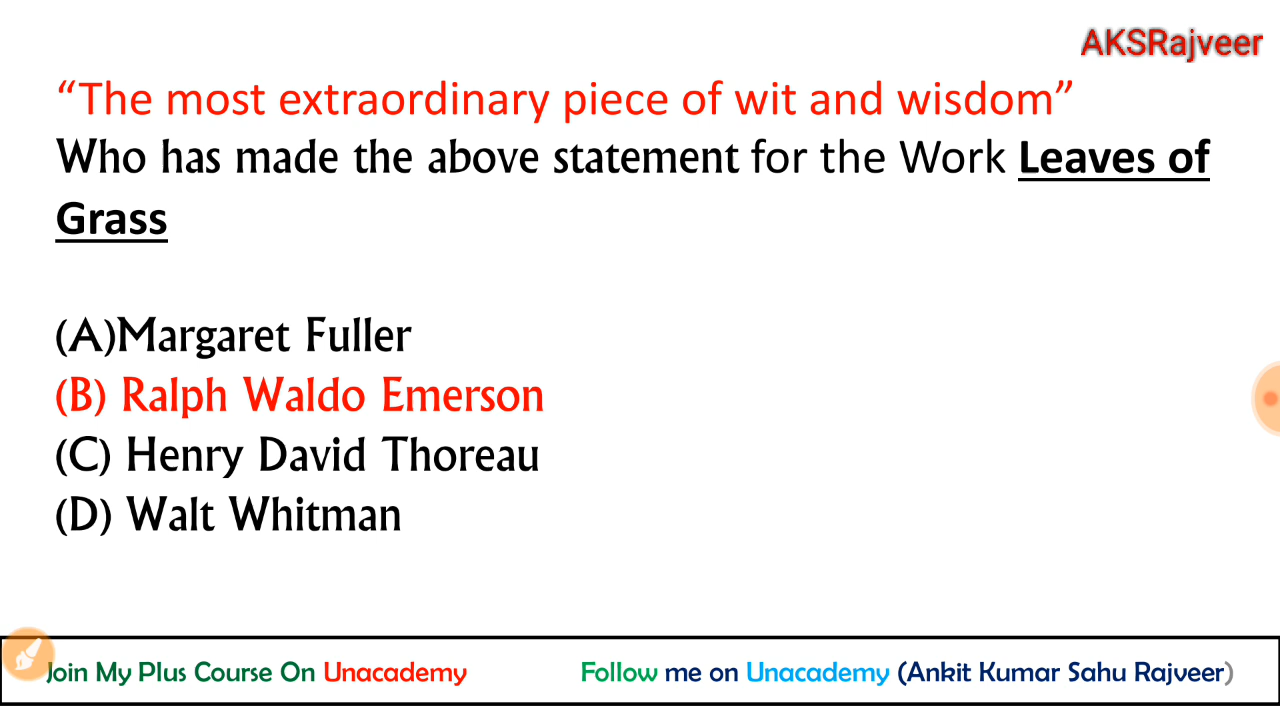 AKSRajveer
“The most extraordinary piece of wit and wisdom”
Who has made the above statement for the Work Leaves of
Grass
(A)Margaret Fuller
(B) Ralph Waldo Emerson
(C) Henry David Thoreau
(D) Walt Whitman
Join My Plus Course On Unacademy
Follow me on Unacademy (Ankit Kumar Sahu Rajveer)